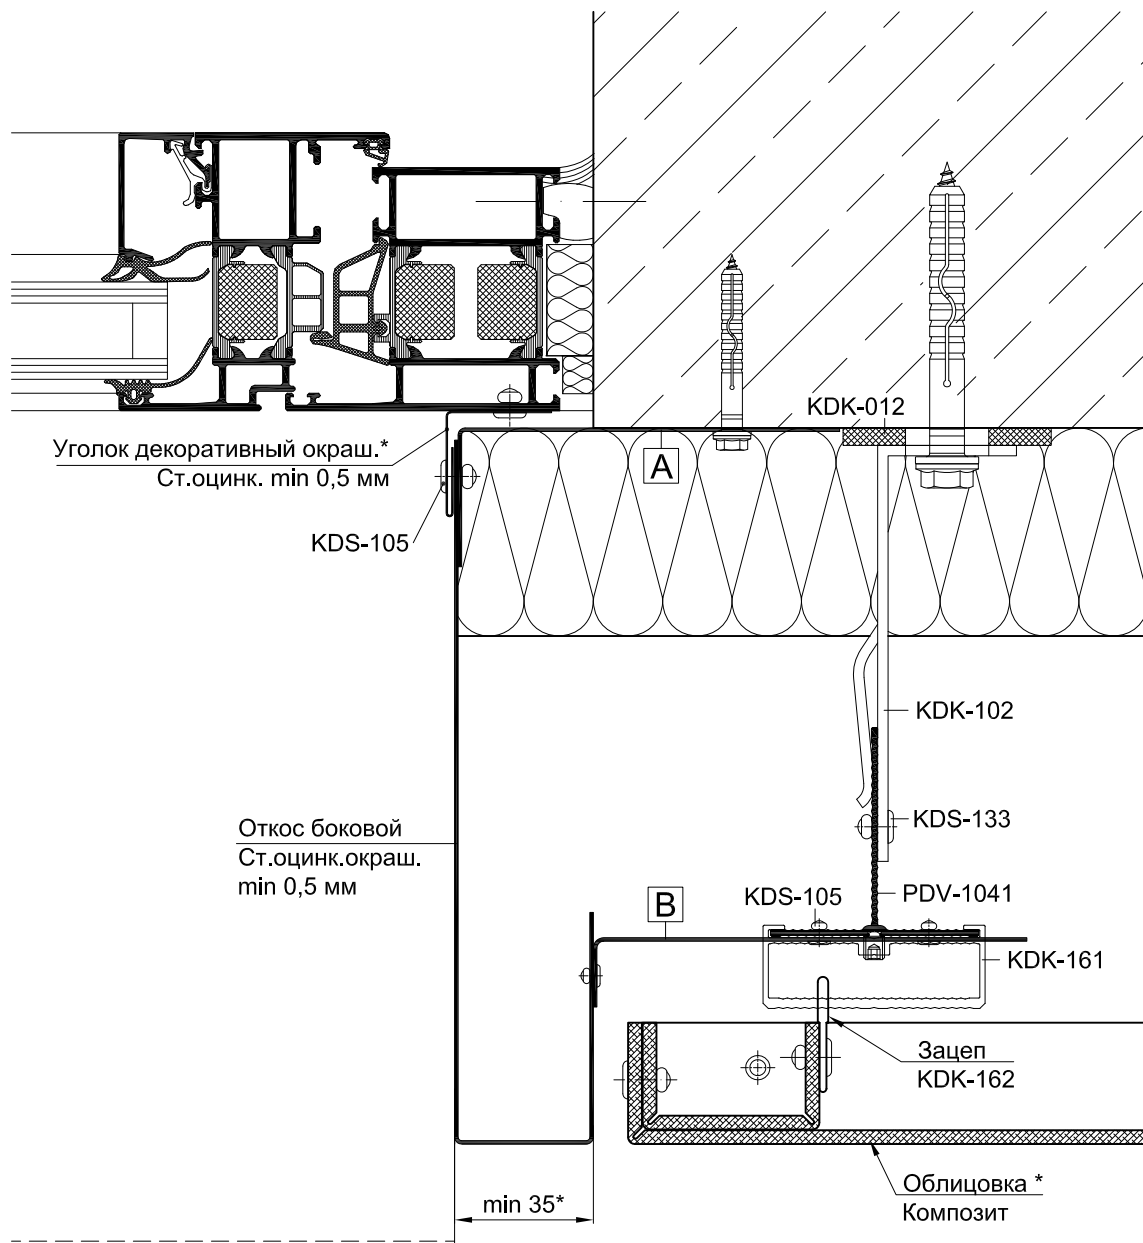 KDK-012
Уголок декоративный окраш.*
Ст.оцинк. min 0,5 мм
A
KDS-105
KDK-102
Откос боковой
Ст.оцинк.окраш.
min 0,5 мм
KDS-133
B
KDS-105
PDV-1041
KDK-161
Зацеп
KDK-162
Облицовка *
Композит
min 35*